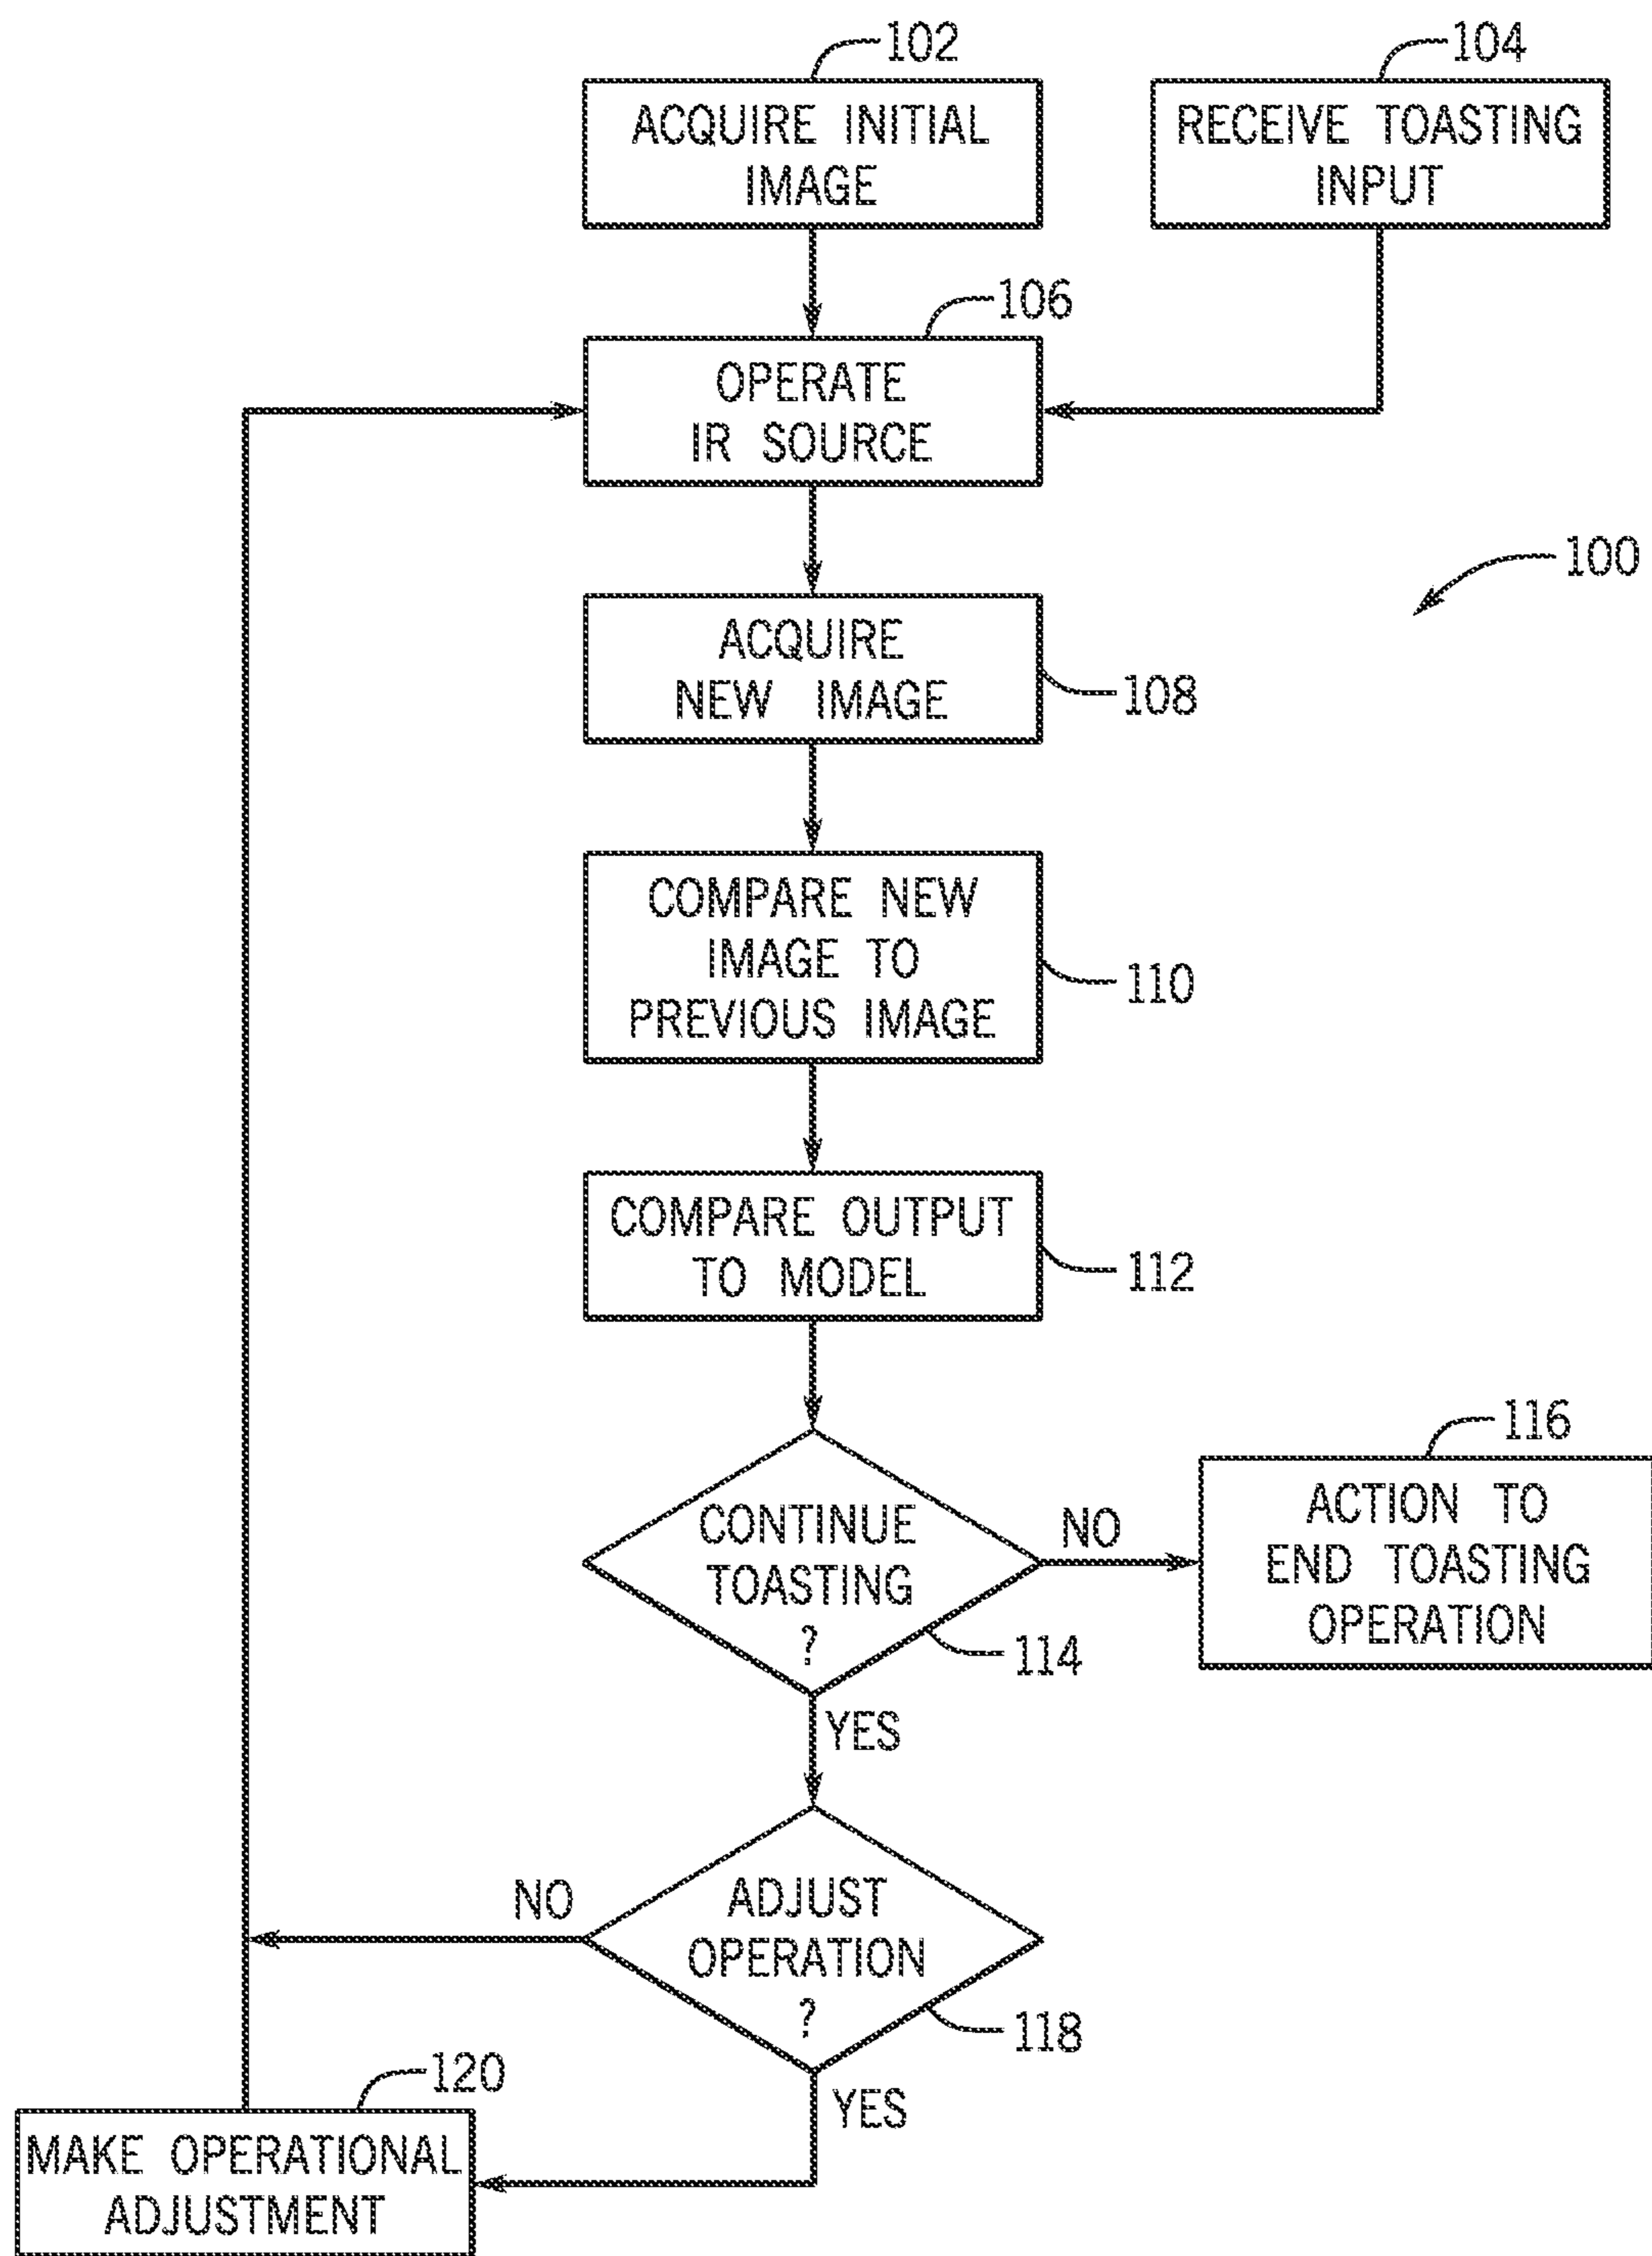 102
ACQUIRE INITIAL
IMAGE
104
RECEIVE TOASTING
INPUT
106
OPERATE
IR SOURCE
100
ACQUIRE
NEW IMAGE
108
COMPARE NEW
IMAGE TO
PREVIOUS IMAGE
110
COMPARE OUTPUT
TO MODEL
112
CONTINUE
TOASTING
?
114
NO
116
ACTION TO
END TOASTING
OPERATION
YES
ADJUST
OPERATION
?
118
NO
YES
120
MAKE OPERATIONAL
ADJUSTMENT